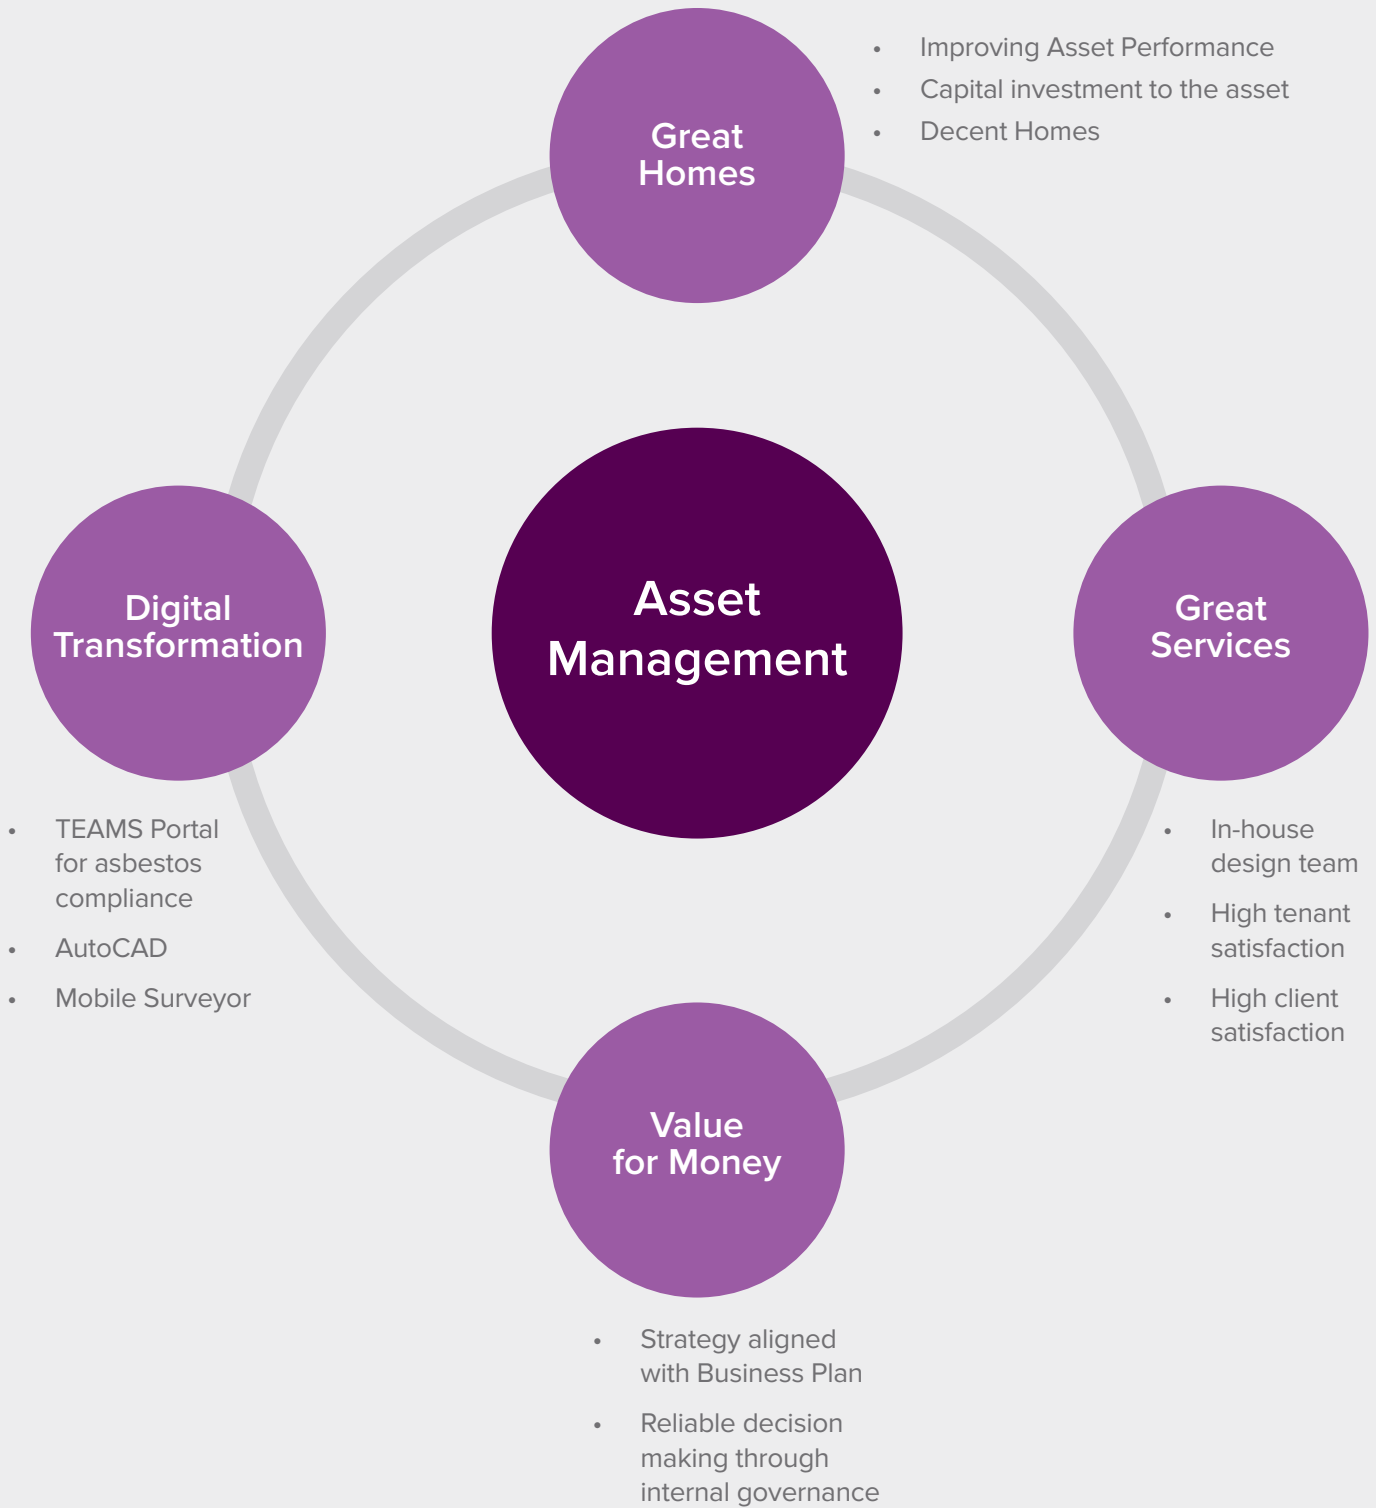 Great
Homes
• Improving Asset Performance
• Capital investment to the asset
• Decent Homes
Digital
Transformation
Asset
Management
Great
Services
• TEAMS Portal
for asbestos
compliance
• AutoCAD
• Mobile Surveyor
• In-house
design team
• High tenant
satisfaction
• High client
satisfaction
Value
for Money
• Strategy aligned
with Business Plan
• Reliable decision
making through
internal governance